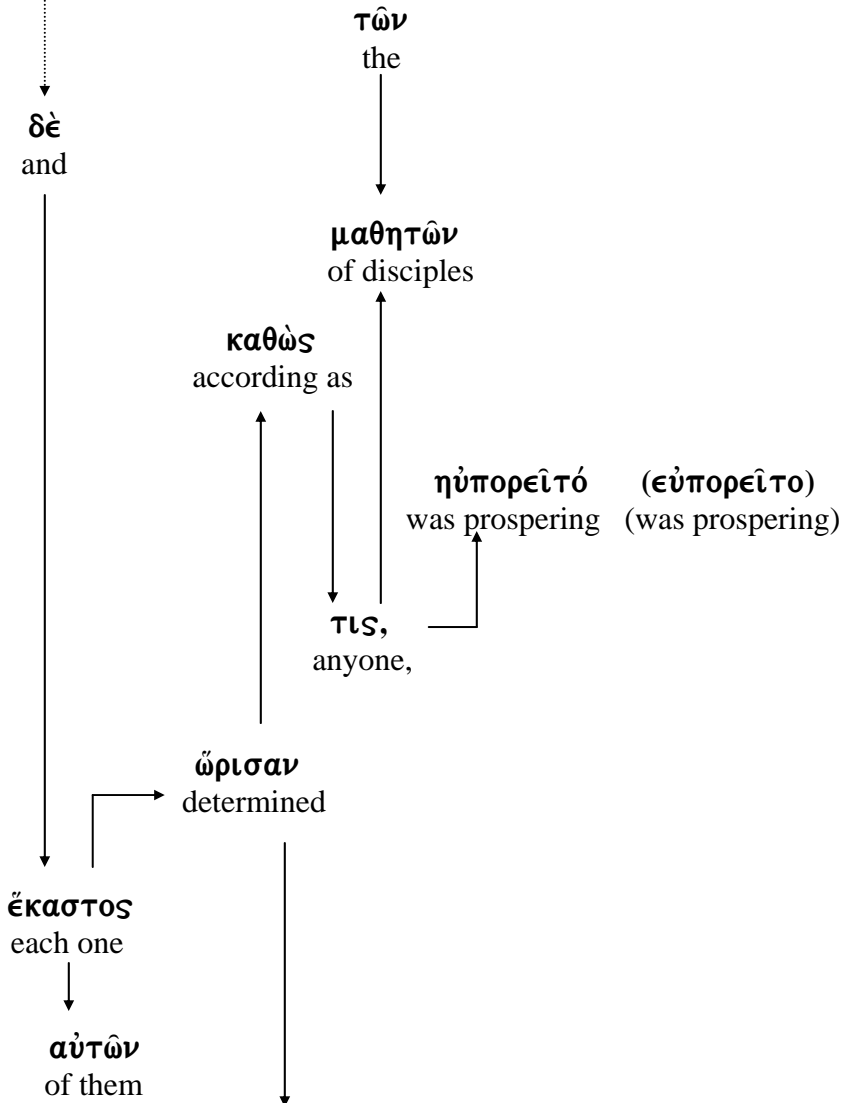 τῶν
the
δὲ
and
μαθητῶν
of disciples
καθὼς
according as
ηὐπορεῖτό (εὐπορεῖτο)
was prospering (was prospering)
τις,
anyone,
ὥρισαν
determined
ἕκαστος
each one
αὐτῶν
of them